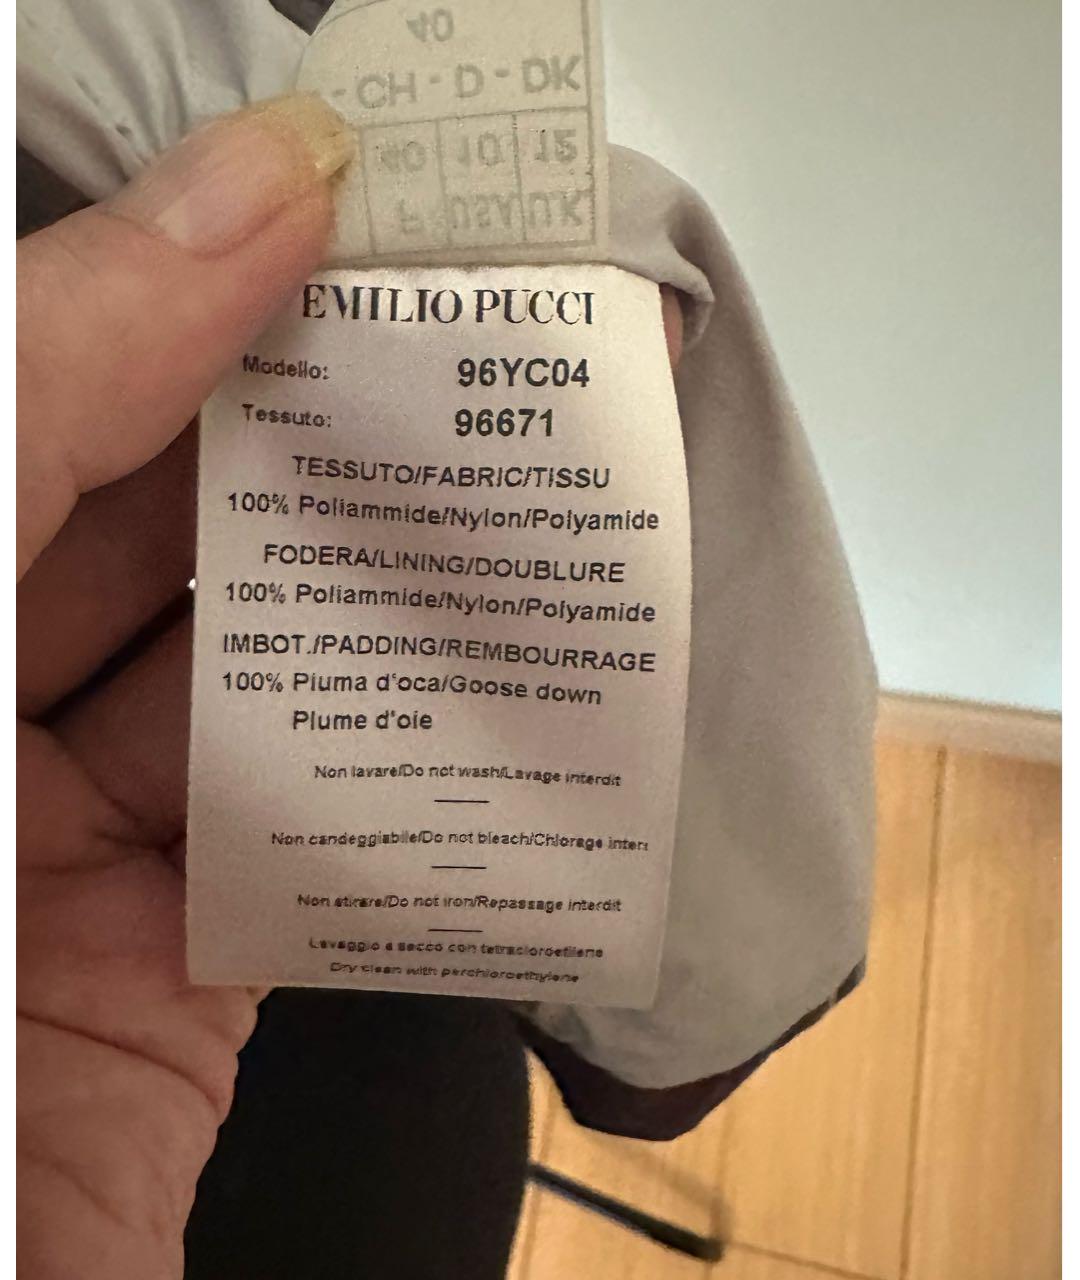 40
- CH - D - DK
40 10 12
F USA U.K
EMILIO PUCCI
Modello: 96YC04
Tessuto: 96671
TESSUTO/FABRIC/TISSU
100% Poliammide/Nylon/Polyamide
FODERA/LINING/DOUBLURE
100% Poliammide/Nylon/Polyamide
IMBOT./PADDING/REMBOURRAGE
100% Piuma d'oca/Goose down
Plume d'oie
Non lavare/Do not wash/Lavage interdit
Non candeggiabile/Do not bleach/Chlorage inter
Non stirare/Do not iron/Repassage interdit
Lavaggio a secco con tetracloroetilene
Dry clean with perchloroethylene